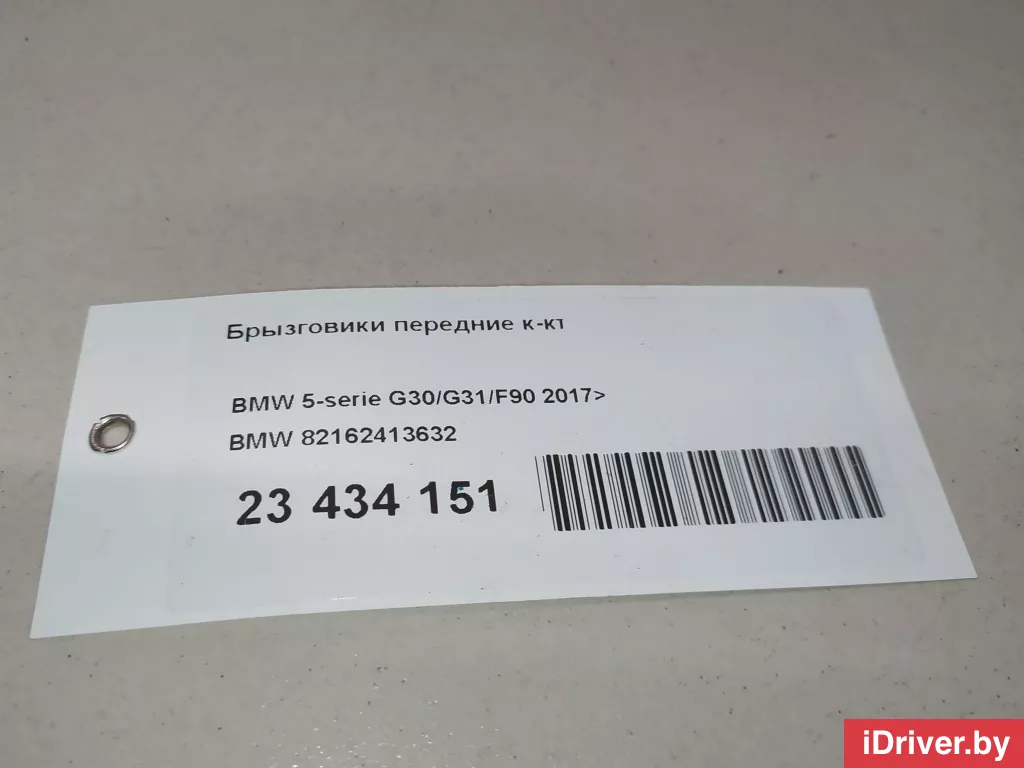 Брызговики передние к-кт
BMW 5-serie G30/G31/F90 2017>
BMW 82162413632
23 434 151
iDriver.by